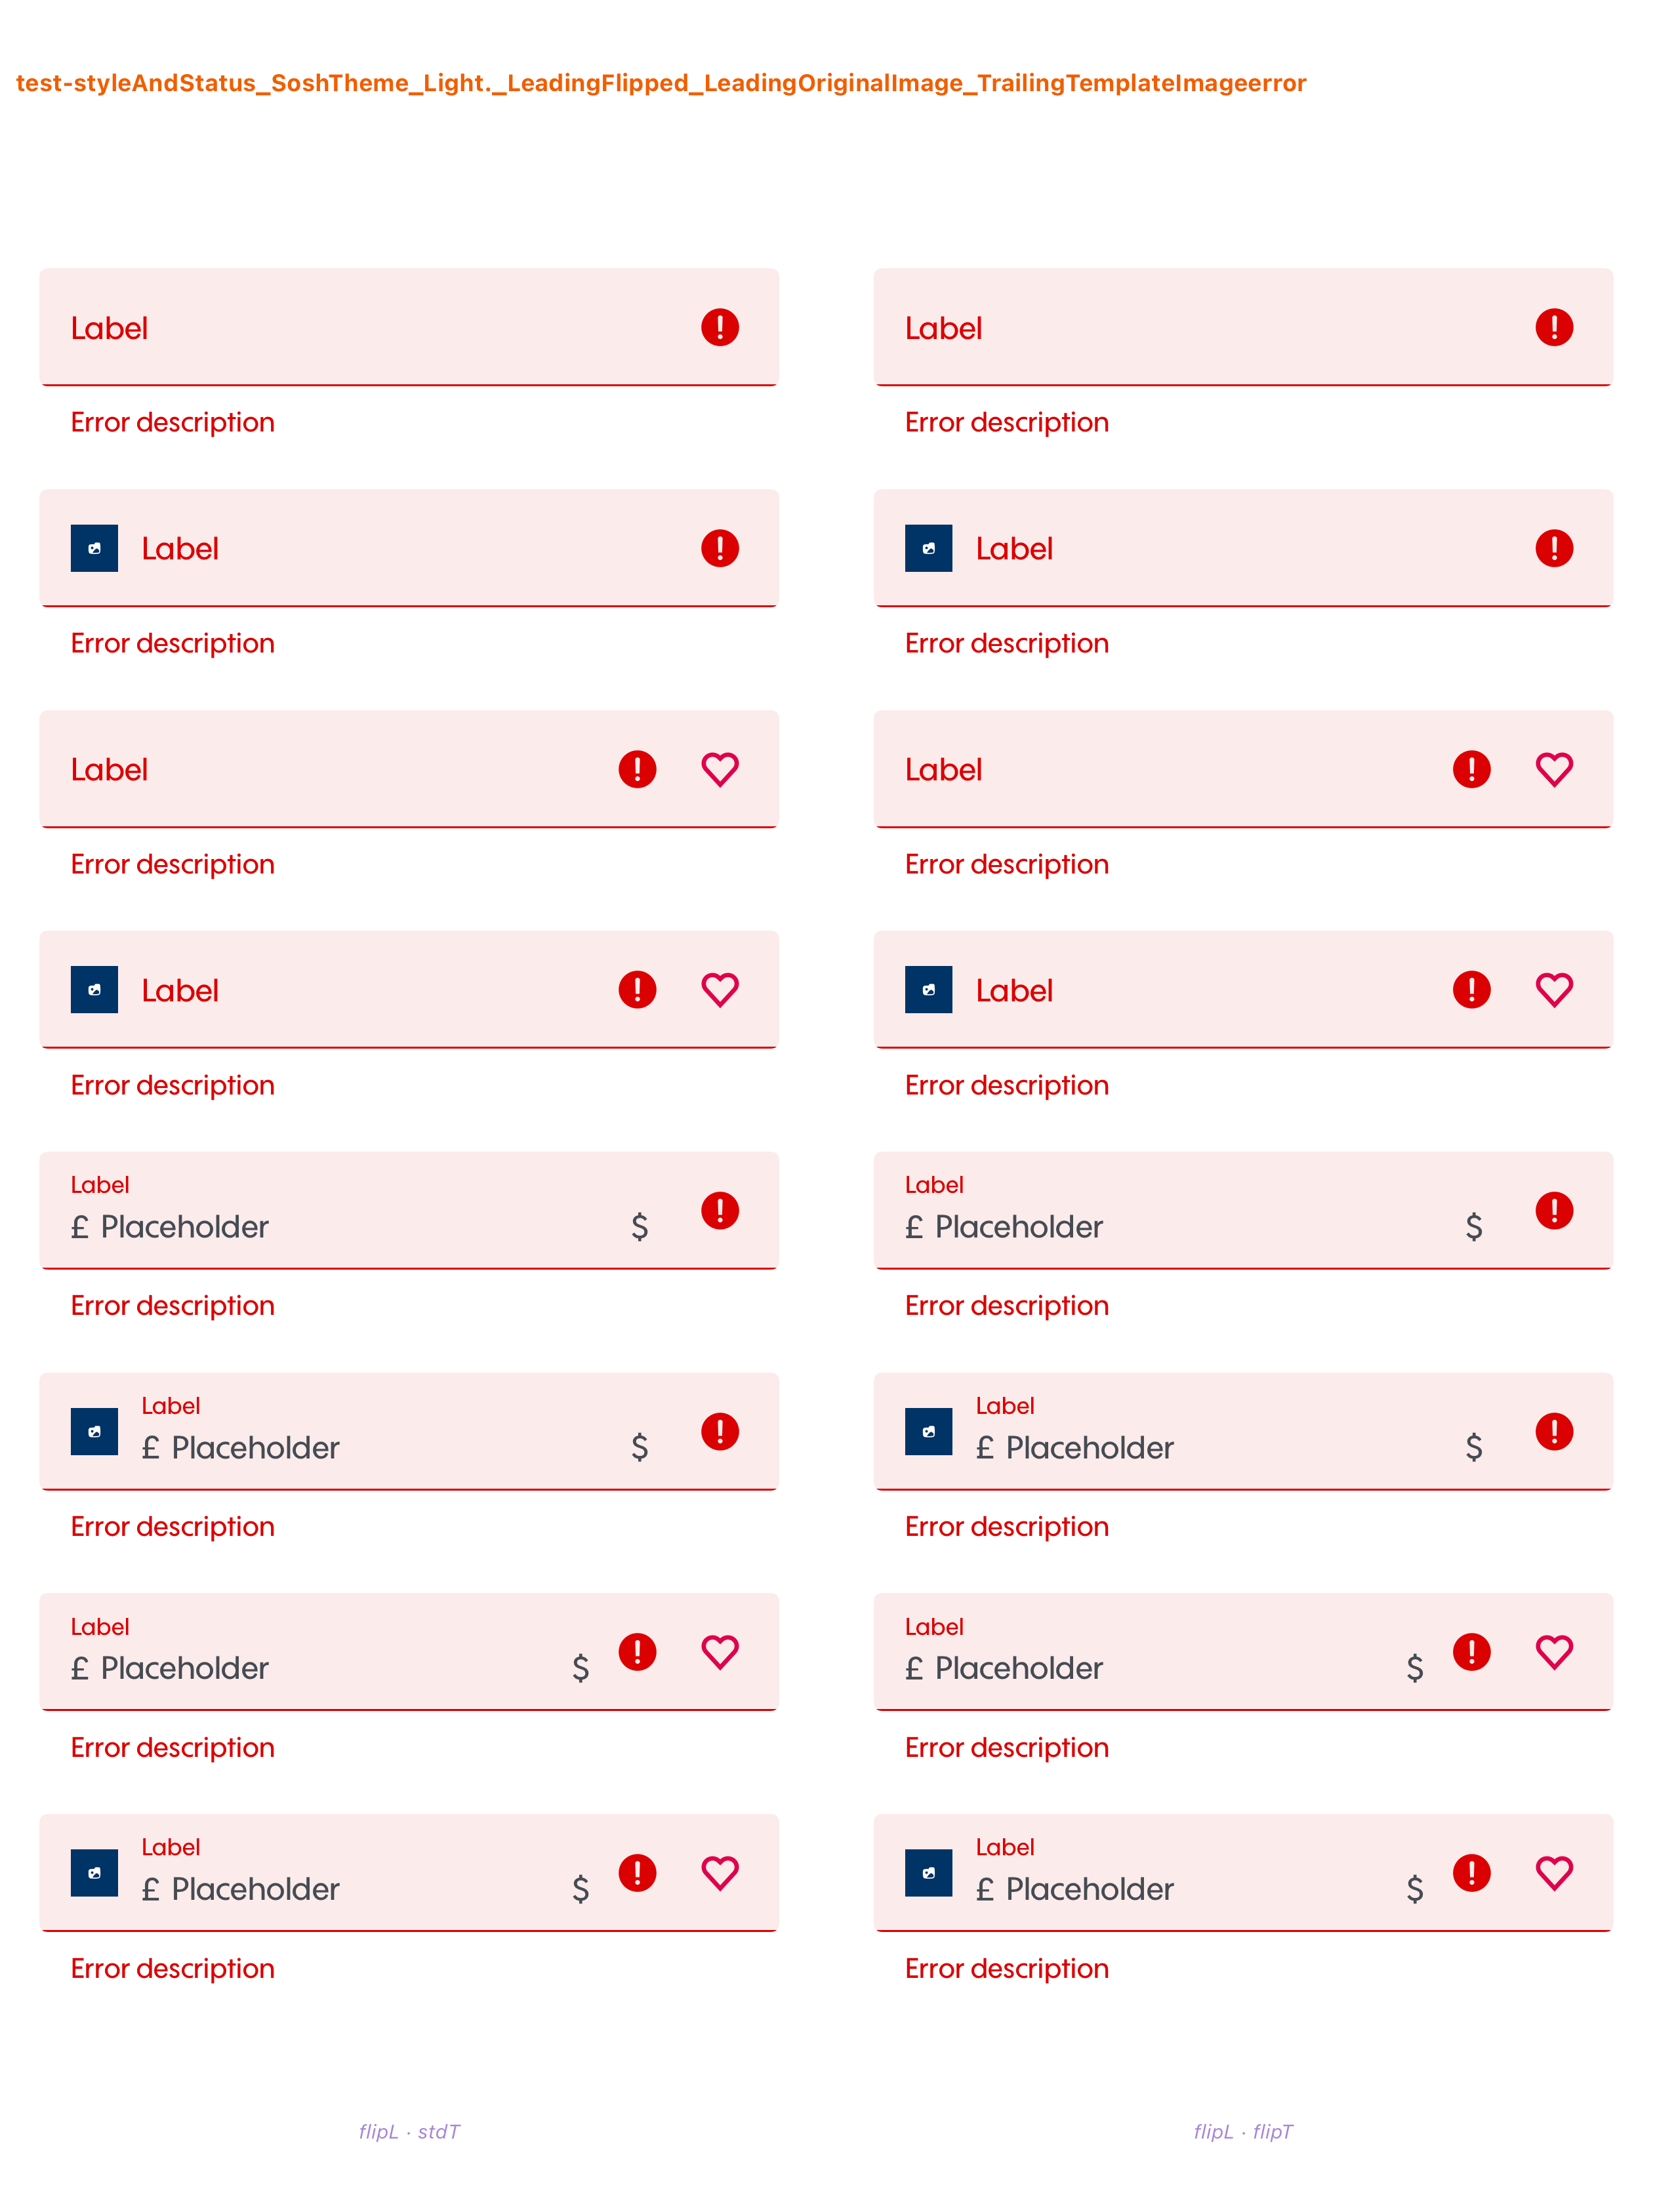 test-styleAndStatus_SoshTheme_Light._LeadingFlipped_LeadingOriginalImage_TrailingTemplateImageerror
Label
Error description
Label
Error description
Label
Error description
Label
Error description
Label
£ Placeholder $
Error description
Label
£ Placeholder $
Error description
Label
£ Placeholder $
Error description
Label
£ Placeholder $
Error description
flipL · stdT
Label
Error description
Label
Error description
Label
Error description
Label
Error description
Label
£ Placeholder $
Error description
Label
£ Placeholder $
Error description
Label
£ Placeholder $
Error description
Label
£ Placeholder $
Error description
flipL · flipT